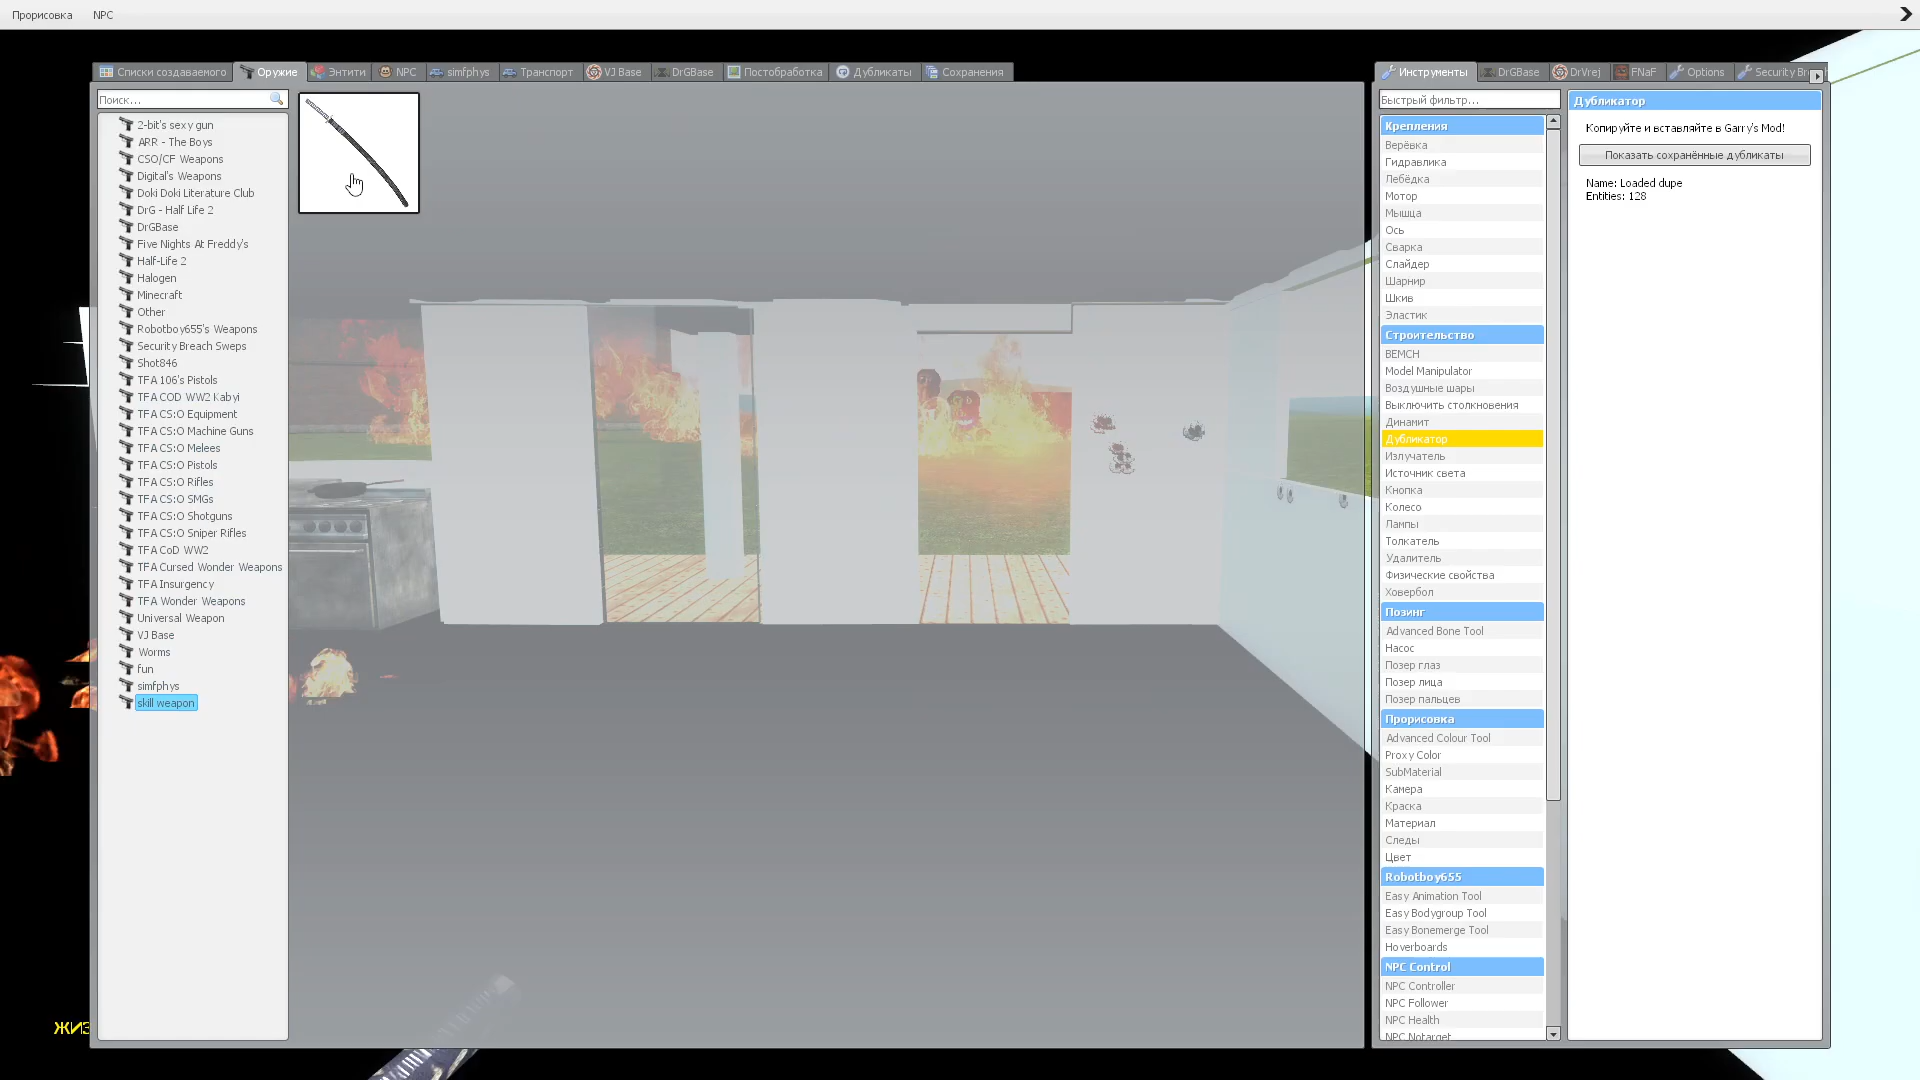 Прорисовка NPC
Списки создаваемого Оружие Энтити NPC simfphys Транспорт VJ Base DrGBase Постобработка Дубликаты Сохранения
Поиск...
2-bit's sexy gun
ARR - The Boys
CSO/CF Weapons
Digital's Weapons
Doki Doki Literature Club
DrG - Half Life 2
DrGBase
Five Nights At Freddy's
Half-Life 2
Halogen
Minecraft
Other
Robotboy655's Weapons
Security Breach Sweps
Shot846
TFA 106's Pistols
TFA COD WW2 Kabyi
TFA CS:O Equipment
TFA CS:O Machine Guns
TFA CS:O Melees
TFA CS:O Pistols
TFA CS:O Rifles
TFA CS:O SMGs
TFA CS:O Shotguns
TFA CS:O Sniper Rifles
TFA CoD WW2
TFA Cursed Wonder Weapons
TFA Insurgency
TFA Wonder Weapons
Universal Weapon
VJ Base
Worms
fun
simfphys
skill weapon
ЖИЗ
Инструменты DrGBase DrVrej FNaF Options Security Br
Быстрый фильтр...
Крепления
Верёвка
Гидравлика
Лебёдка
Мотор
Мышца
Ось
Сварка
Слайдер
Шарнир
Шкив
Эластик
Строительство
BEMCH
Model Manipulator
Воздушные шары
Выключить столкновения
Динамит
Дубликатор
Излучатель
Источник света
Кнопка
Колесо
Лампы
Толкатель
Удалитель
Физические свойства
Ховербол
Позинг
Advanced Bone Tool
Насос
Позер глаз
Позер лица
Позер пальцев
Прорисовка
Advanced Colour Tool
Proxy Color
SubMaterial
Камера
Краска
Материал
Следы
Цвет
Robotboy655
Easy Animation Tool
Easy Bodygroup Tool
Easy Bonemerge Tool
Hoverboards
NPC Control
NPC Controller
NPC Follower
NPC Health
NPC Notarget
Дубликатор
Копируйте и вставляйте в Garry's Mod!
Показать сохранённые дубликаты
Name: Loaded dupe
Entities: 128